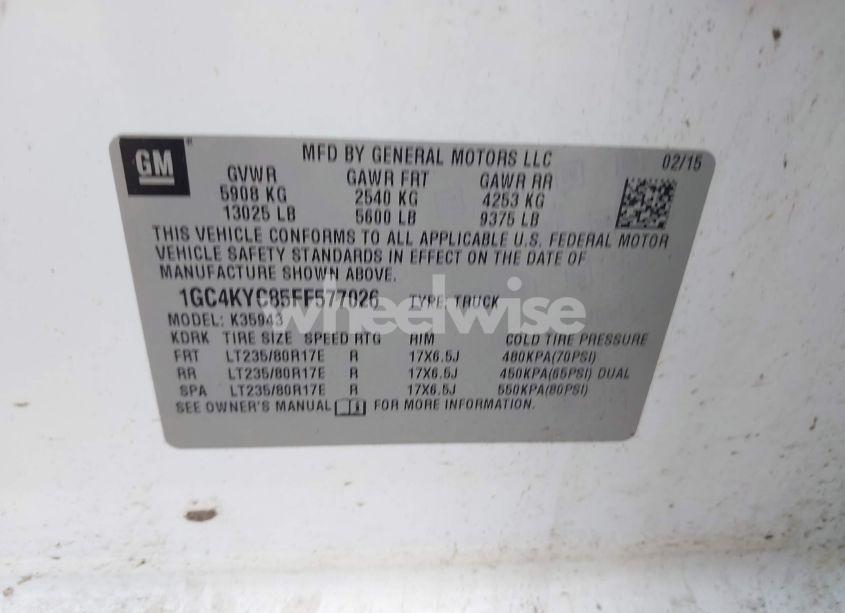 GM
MFD BY GENERAL MOTORS LLC 02/15
GVWR GAWR FRT GAWR RR
5908 KG 2540 KG 4253 KG
13025 LB 5600 LB 9375 LB
THIS VEHICLE CONFORMS TO ALL APPLICABLE U.S. FEDERAL MOTOR
VEHICLE SAFETY STANDARDS IN EFFECT ON THE DATE OF
MANUFACTURE SHOWN ABOVE.
1GC4KYC85FF577026 TYPE: TRUCK
wheelwise
MODEL: K35943
KDRK TIRE SIZE SPEED RTG RIM COLD TIRE PRESSURE
FRT LT235/80R17E R 17X6.5J 480KPA(70PSI)
RR LT235/80R17E R 17X6.5J 450KPA(65PSI) DUAL
SPA LT235/80R17E R 17X6.5J 550KPA(80PSI)
SEE OWNER'S MANUAL FOR MORE INFORMATION.